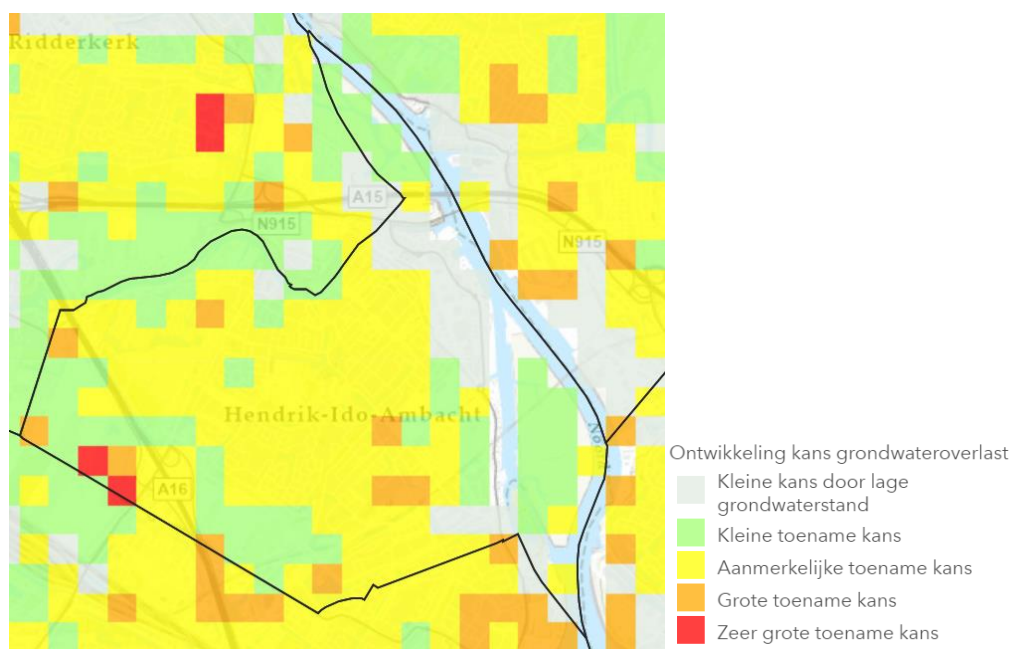 Ridderkerk
A15
N915
N915
Hendrik-Ido-Ambacht
A16
Ontwikkeling kans grondwateroverlast
Kleine kans door lage
grondwaterstand
Kleine toename kans
Aanmerkelijke toename kans
Grote toename kans
Zeer grote toename kans